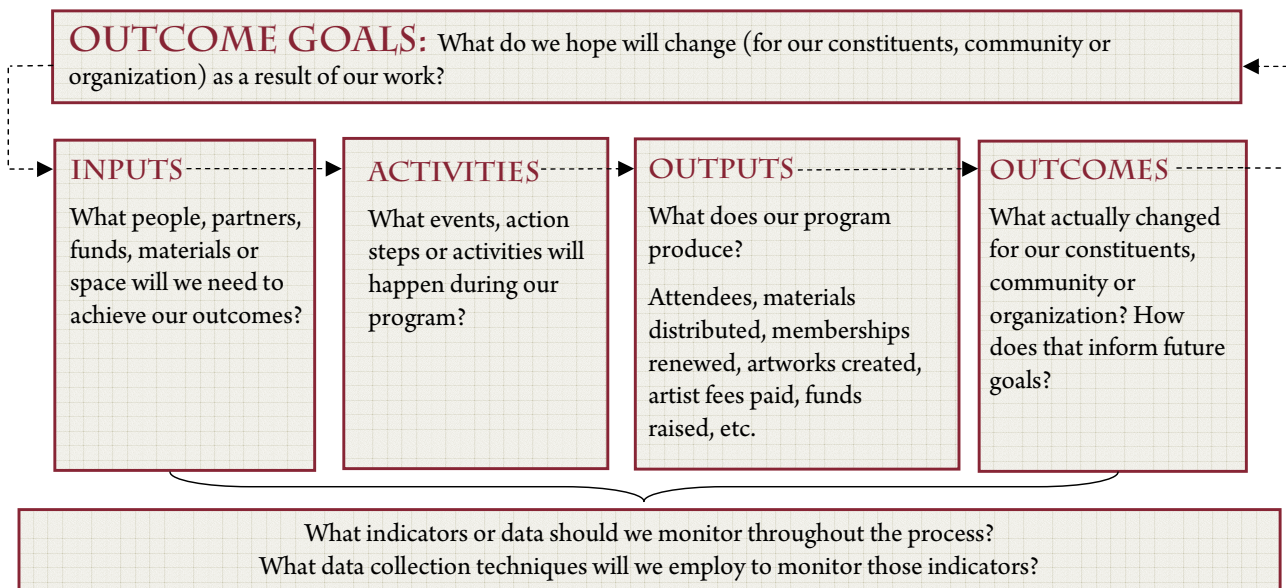 OUTCOME GOALS: What do we hope will change (for our constituents, community or
organization) as a result of our work?
INPUTS
What people, partners,
funds, materials or
space will we need to
achieve our outcomes?
ACTIVITIES
What events, action
steps or activities will
happen during our
program?
OUTPUTS
What does our program
produce?
Attendees, materials
distributed, memberships
renewed, artworks created,
artist fees paid, funds
raised, etc.
OUTCOMES
What actually changed
for our constituents,
community or
organization? How
does that inform future
goals?
What indicators or data should we monitor throughout the process?
What data collection techniques will we employ to monitor those indicators?